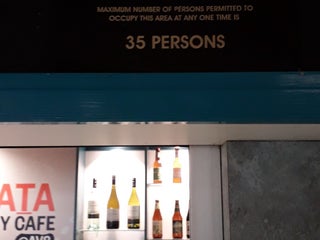 MAXIMUM NUMBER OF PERSONS PERMITTED TO
OCCUPY THIS AREA AT ANY ONE TIME IS
35 PERSONS
ATA
Y CAFE